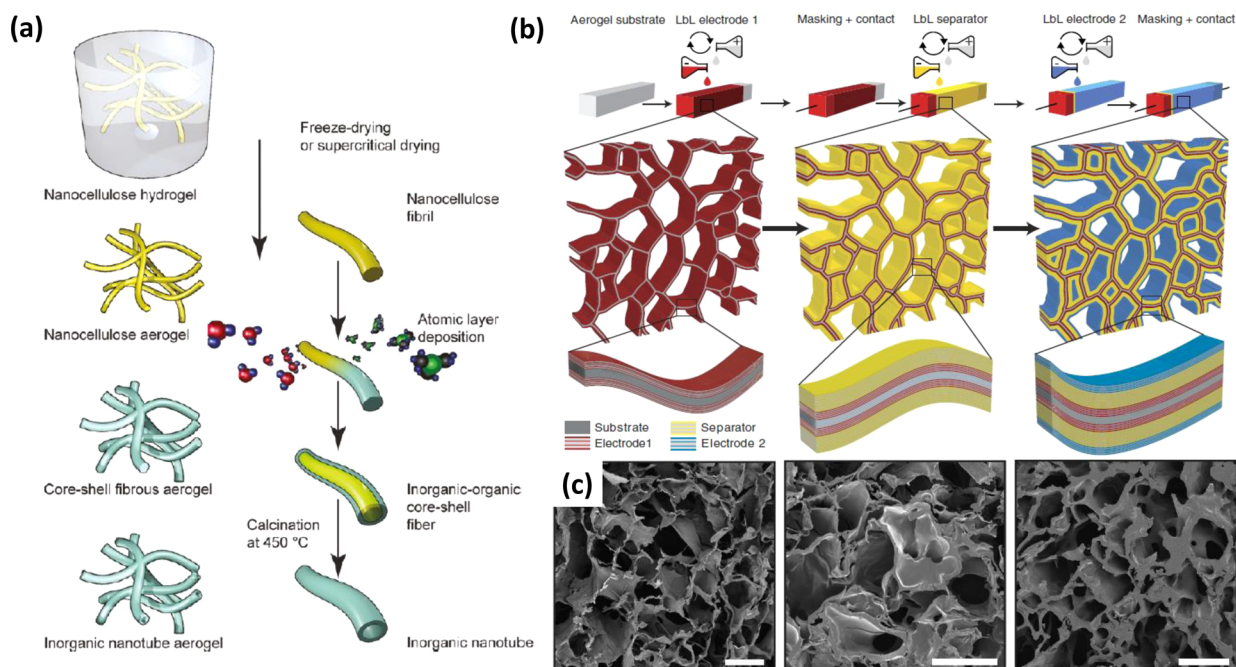 (a)
Nanocellulose hydrogel
Freeze-drying
or supercritical drying
Nanocellulose
fibril
Nanocellulose aerogel
Atomic layer
deposition
Core-shell fibrous aerogel
Inorganic-organic
core-shell
fiber
Calcination
at 450 °C
Inorganic nanotube aerogel
Inorganic nanotube
(b)
Aerogel substrate
LbL electrode 1
Masking + contact
LbL separator
LbL electrode 2
Masking + contact
+
−
+
−
+
−
Substrate
Separator
Electrode1
Electrode 2
(c)